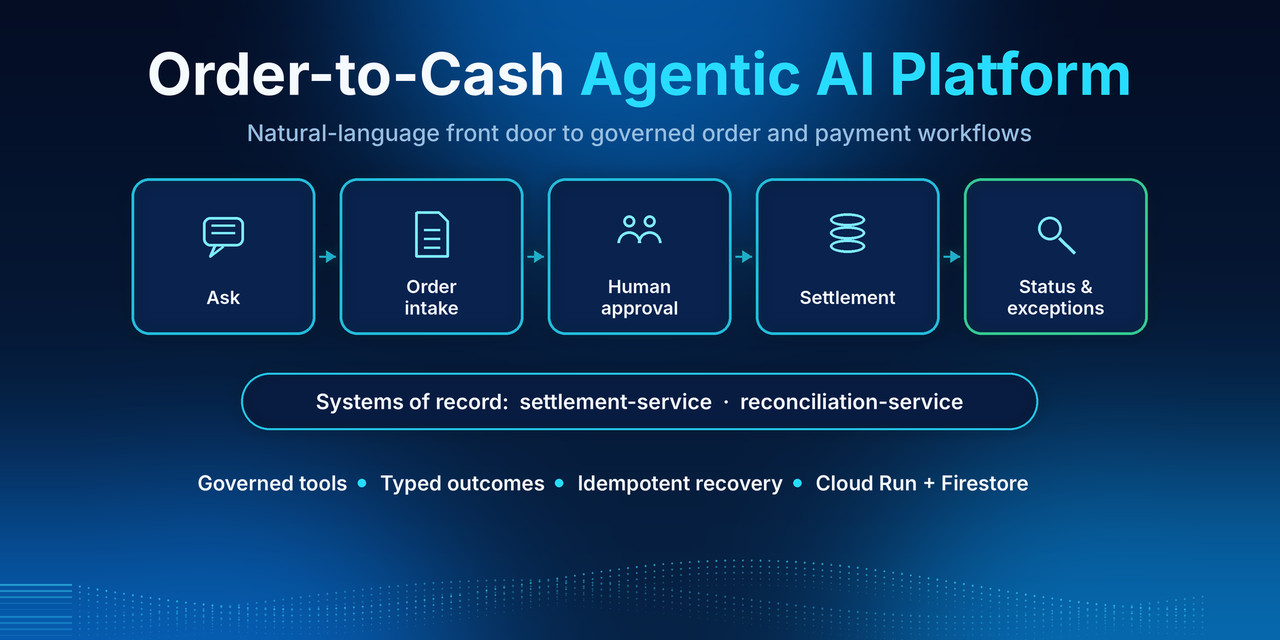 Order-to-Cash Agentic AI Platform
Natural-language front door to governed order and payment workflows
Ask
Order
intake
Human
approval
Settlement
Status &
exceptions
Systems of record: settlement-service · reconciliation-service
Governed tools • Typed outcomes • Idempotent recovery • Cloud Run + Firestore